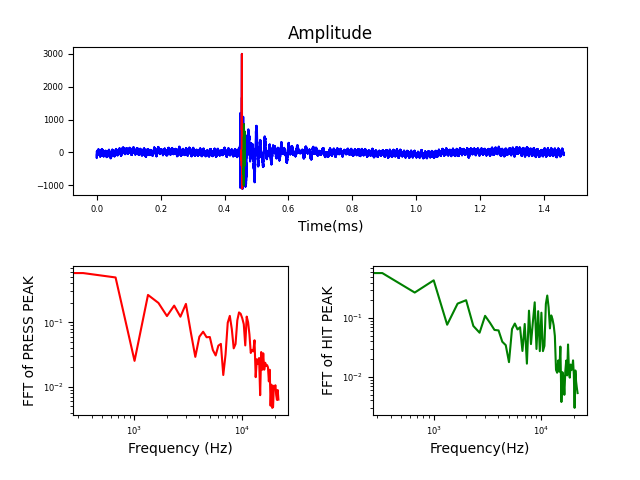 Amplitude
3000
2000
1000
0
−1000
0.0 0.2 0.4 0.6 0.8 1.0 1.2 1.4
Time(ms)
FFT of PRESS PEAK
10⁻¹
10⁻²
10³ 10⁴
Frequency (Hz)
FFT of HIT PEAK
10⁻¹
10⁻²
10³ 10⁴
Frequency(Hz)